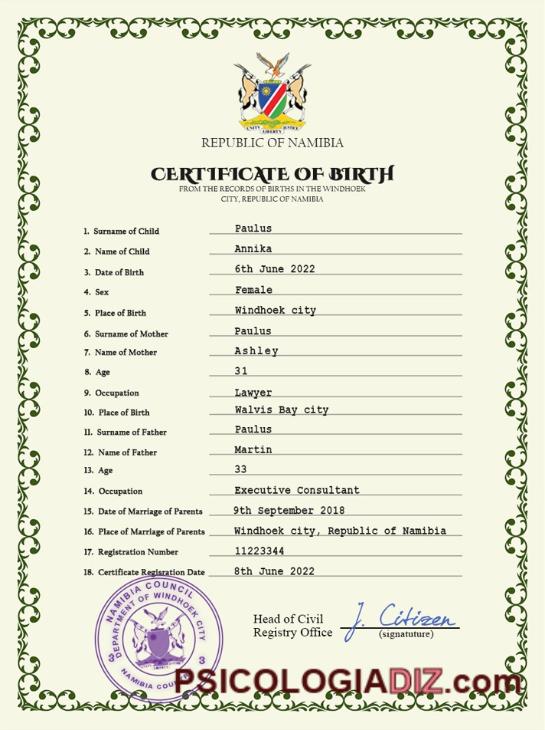 UNITY LIBERTY JUSTICE
REPUBLIC OF NAMIBIA
CERTIFICATE OF BIRTH
FROM THE RECORDS OF BIRTHS IN THE WINDHOEK
CITY, REPUBLIC OF NAMIBIA
1. Surname of Child Paulus
2. Name of Child Annika
3. Date of Birth 6th June 2022
4. Sex Female
5. Place of Birth Windhoek city
6. Surname of Mother Paulus
7. Name of Mother Ashley
8. Age 31
9. Occupation Lawyer
10. Place of Birth Walvis Bay city
11. Surname of Father Paulus
12. Name of Father Martin
13. Age 33
14. Occupation Executive Consultant
15. Date of Marriage of Parents 9th September 2018
16. Place of Marriage of Parents Windhoek city, Republic of Namibia
17. Registration Number 11223344
18. Certificate Regisration Date 8th June 2022
NAMIBIA COUNCIL
DEPARTMENT OF WINDHOEK CITY
3 3
NAMIBIA
Head of Civil
Registry Office
J. Citizen
(signatuture)
PSICOLOGIADIZ.com